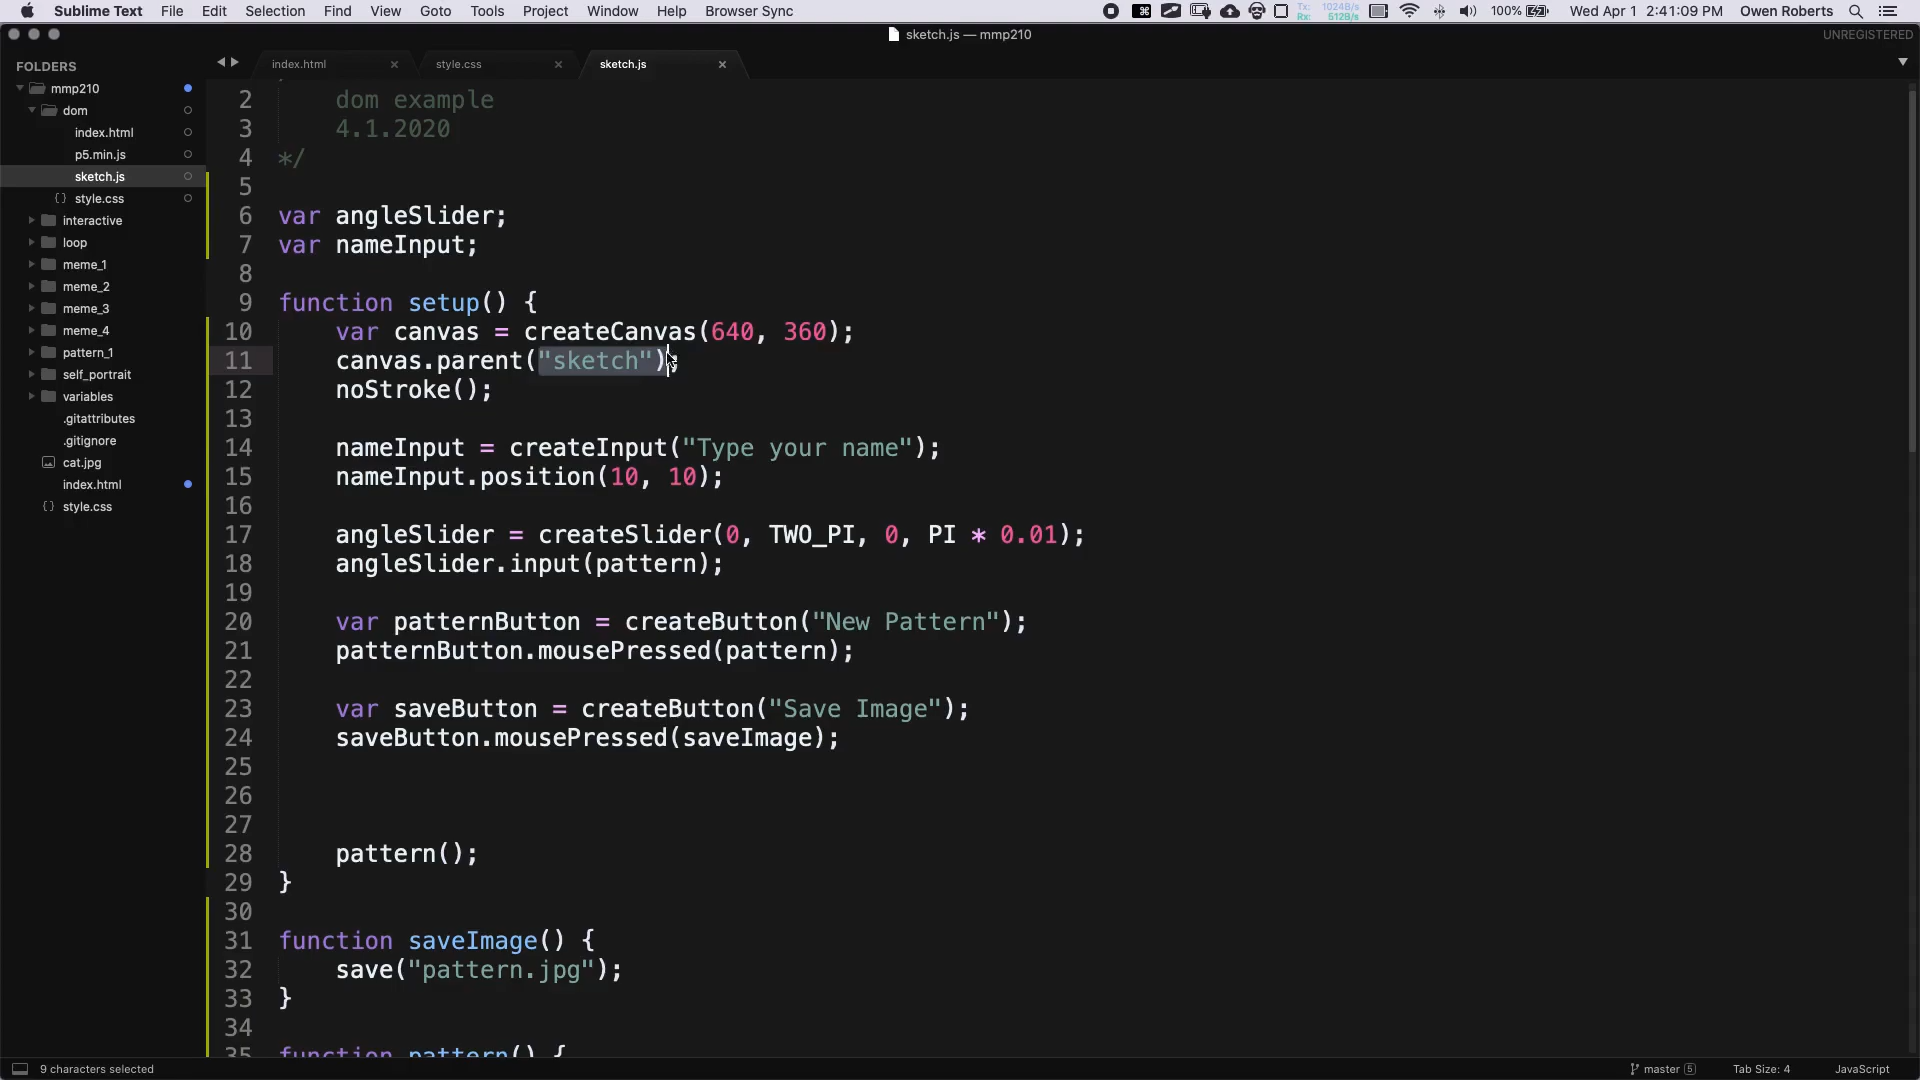 Sublime Text File Edit Selection Find View Goto Tools Project Window Help Browser Sync
Tx: 1024B/s
Rx: 512B/s
100%
Wed Apr 1 2:41:09 PM Owen Roberts
sketch.js — mmp210
UNREGISTERED
FOLDERS
mmp210
dom
index.html
p5.min.js
sketch.js
style.css
interactive
loop
meme_1
meme_2
meme_3
meme_4
pattern_1
self_portrait
variables
.gitattributes
.gitignore
cat.jpg
index.html
style.css
index.html
style.css
sketch.js
2 dom example
3 4.1.2020
4 */
5
6 var angleSlider;
7 var nameInput;
8
9 function setup() {
10 var canvas = createCanvas(640, 360);
11 canvas.parent("sketch");
12 noStroke();
13
14 nameInput = createInput("Type your name");
15 nameInput.position(10, 10);
16
17 angleSlider = createSlider(0, TWO_PI, 0, PI * 0.01);
18 angleSlider.input(pattern);
19
20 var patternButton = createButton("New Pattern");
21 patternButton.mousePressed(pattern);
22
23 var saveButton = createButton("Save Image");
24 saveButton.mousePressed(saveImage);
25
26
27
28 pattern();
29 }
30
31 function saveImage() {
32 save("pattern.jpg");
33 }
34
35 function pattern() {
9 characters selected
master 5
Tab Size: 4
JavaScript